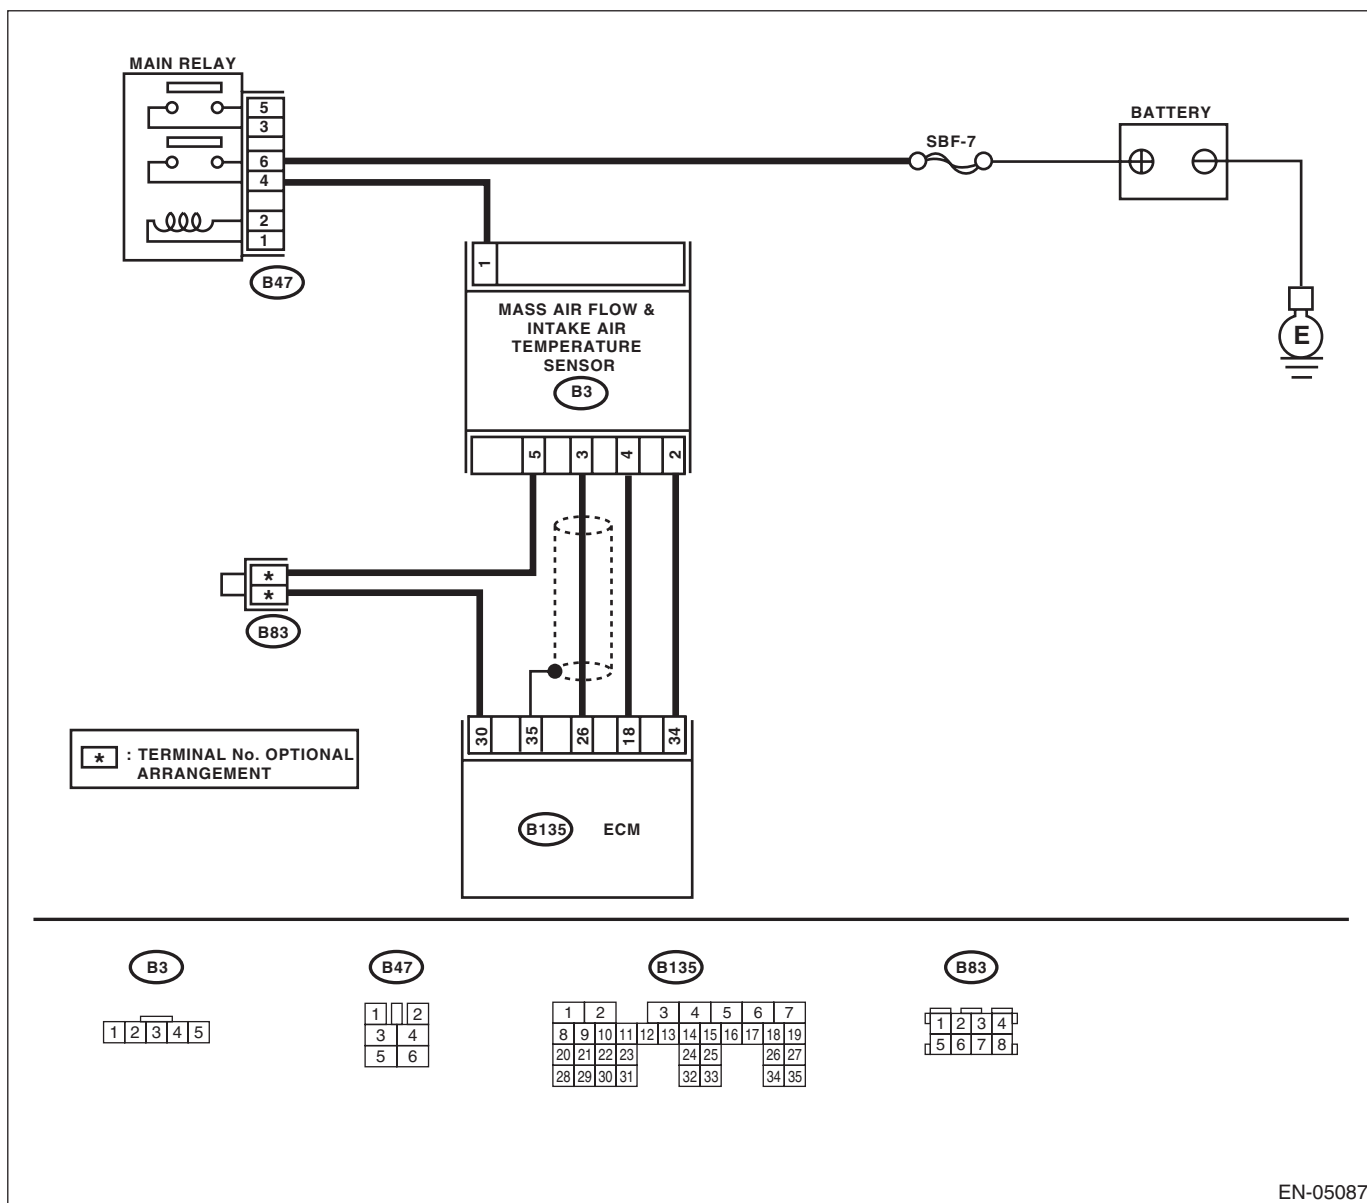 MAIN RELAY
5
3
6
4
2
1
B47
SBF-7
BATTERY
E
1
MASS AIR FLOW &
INTAKE AIR
TEMPERATURE
SENSOR
B3
5 3 4 2
*
*
B83
30 35 26 18 34
* : TERMINAL No. OPTIONAL
ARRANGEMENT
B135 ECM
B3
1 2 3 4 5
B47
1 2
3 4
5 6
B135
1 2 3 4 5 6 7
8 9 10 11 12 13 14 15 16 17 18 19
20 21 22 23 24 25 26 27
28 29 30 31 32 33 34 35
B83
1 2 3 4
5 6 7 8
EN-05087